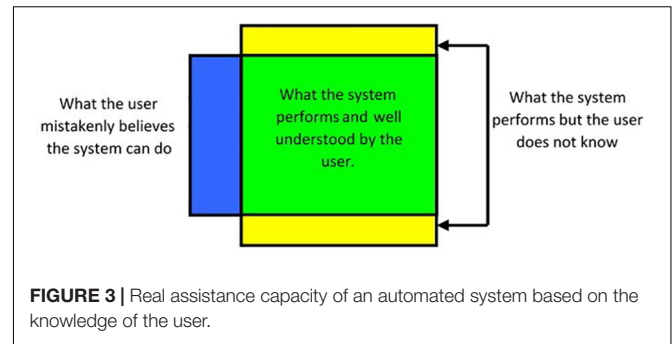 What the user
mistakenly believes
the system can do
What the system
performs and well
understood by the
user.
What the system
performs but the user
does not know
FIGURE 3 | Real assistance capacity of an automated system based on the
knowledge of the user.